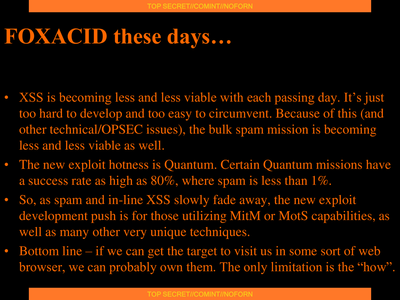 TOP SECRET//COMINT//NOFORN
FOXACID these days…
• XSS is becoming less and less viable with each passing day. It’s just
too hard to develop and too easy to circumvent. Because of this (and
other technical/OPSEC issues), the bulk spam mission is becoming
less and less viable as well.
• The new exploit hotness is Quantum. Certain Quantum missions have
a success rate as high as 80%, where spam is less than 1%.
• So, as spam and in-line XSS slowly fade away, the new exploit
development push is for those utilizing MitM or MotS capabilities, as
well as many other very unique techniques.
• Bottom line – if we can get the target to visit us in some sort of web
browser, we can probably own them. The only limitation is the “how”.
TOP SECRET//COMINT//NOFORN